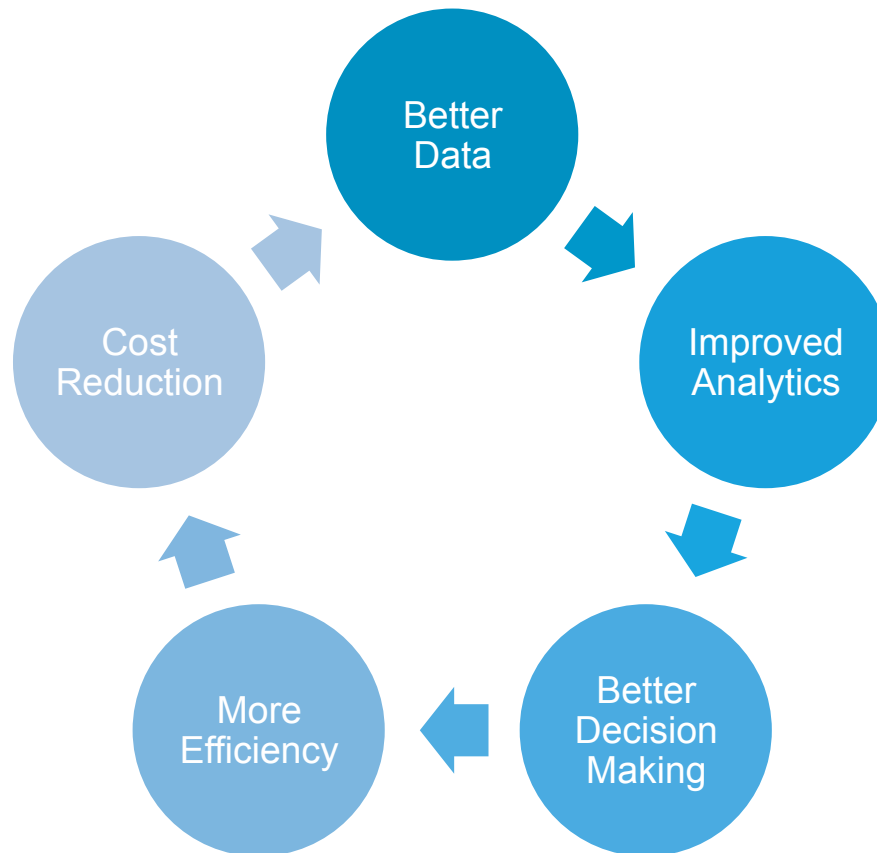 Better
Data
Improved
Analytics
Better
Decision
Making
More
Efficiency
Cost
Reduction